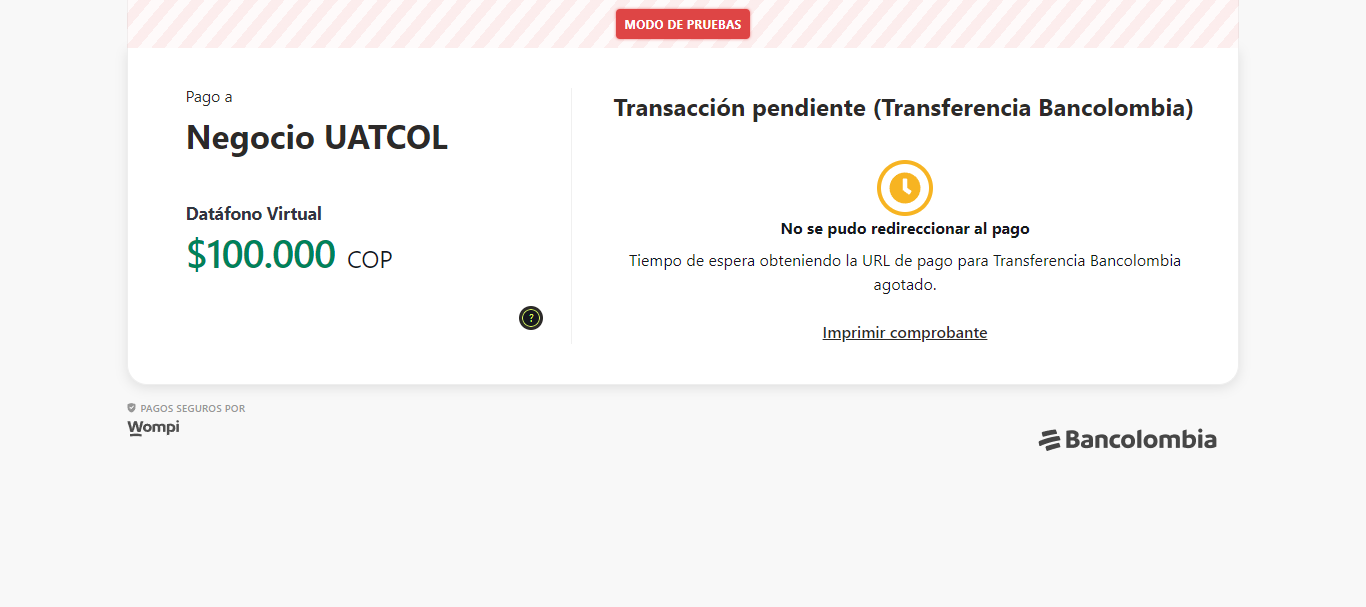 MODO DE PRUEBAS
Pago a
Negocio UATCOL
Datáfono Virtual
$100.000 COP
?
Transacción pendiente (Transferencia Bancolombia)
No se pudo redireccionar al pago
Tiempo de espera obteniendo la URL de pago para Transferencia Bancolombia
agotado.
Imprimir comprobante
PAGOS SEGUROS POR
Wompi
Bancolombia